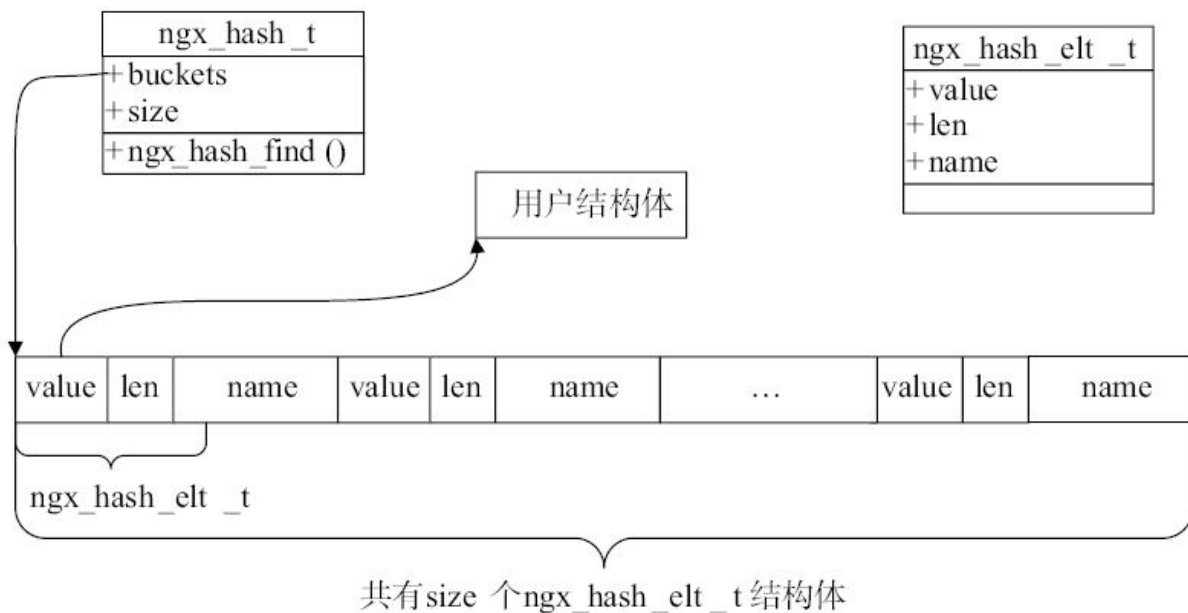 ngx_hash_t
+buckets
+size
+ngx_hash_find ()
ngx_hash_elt _t
+value
+len
+name
用户结构体
value len name value len name … value len name
ngx_hash_elt _t
共有size 个ngx_hash_elt _t 结构体